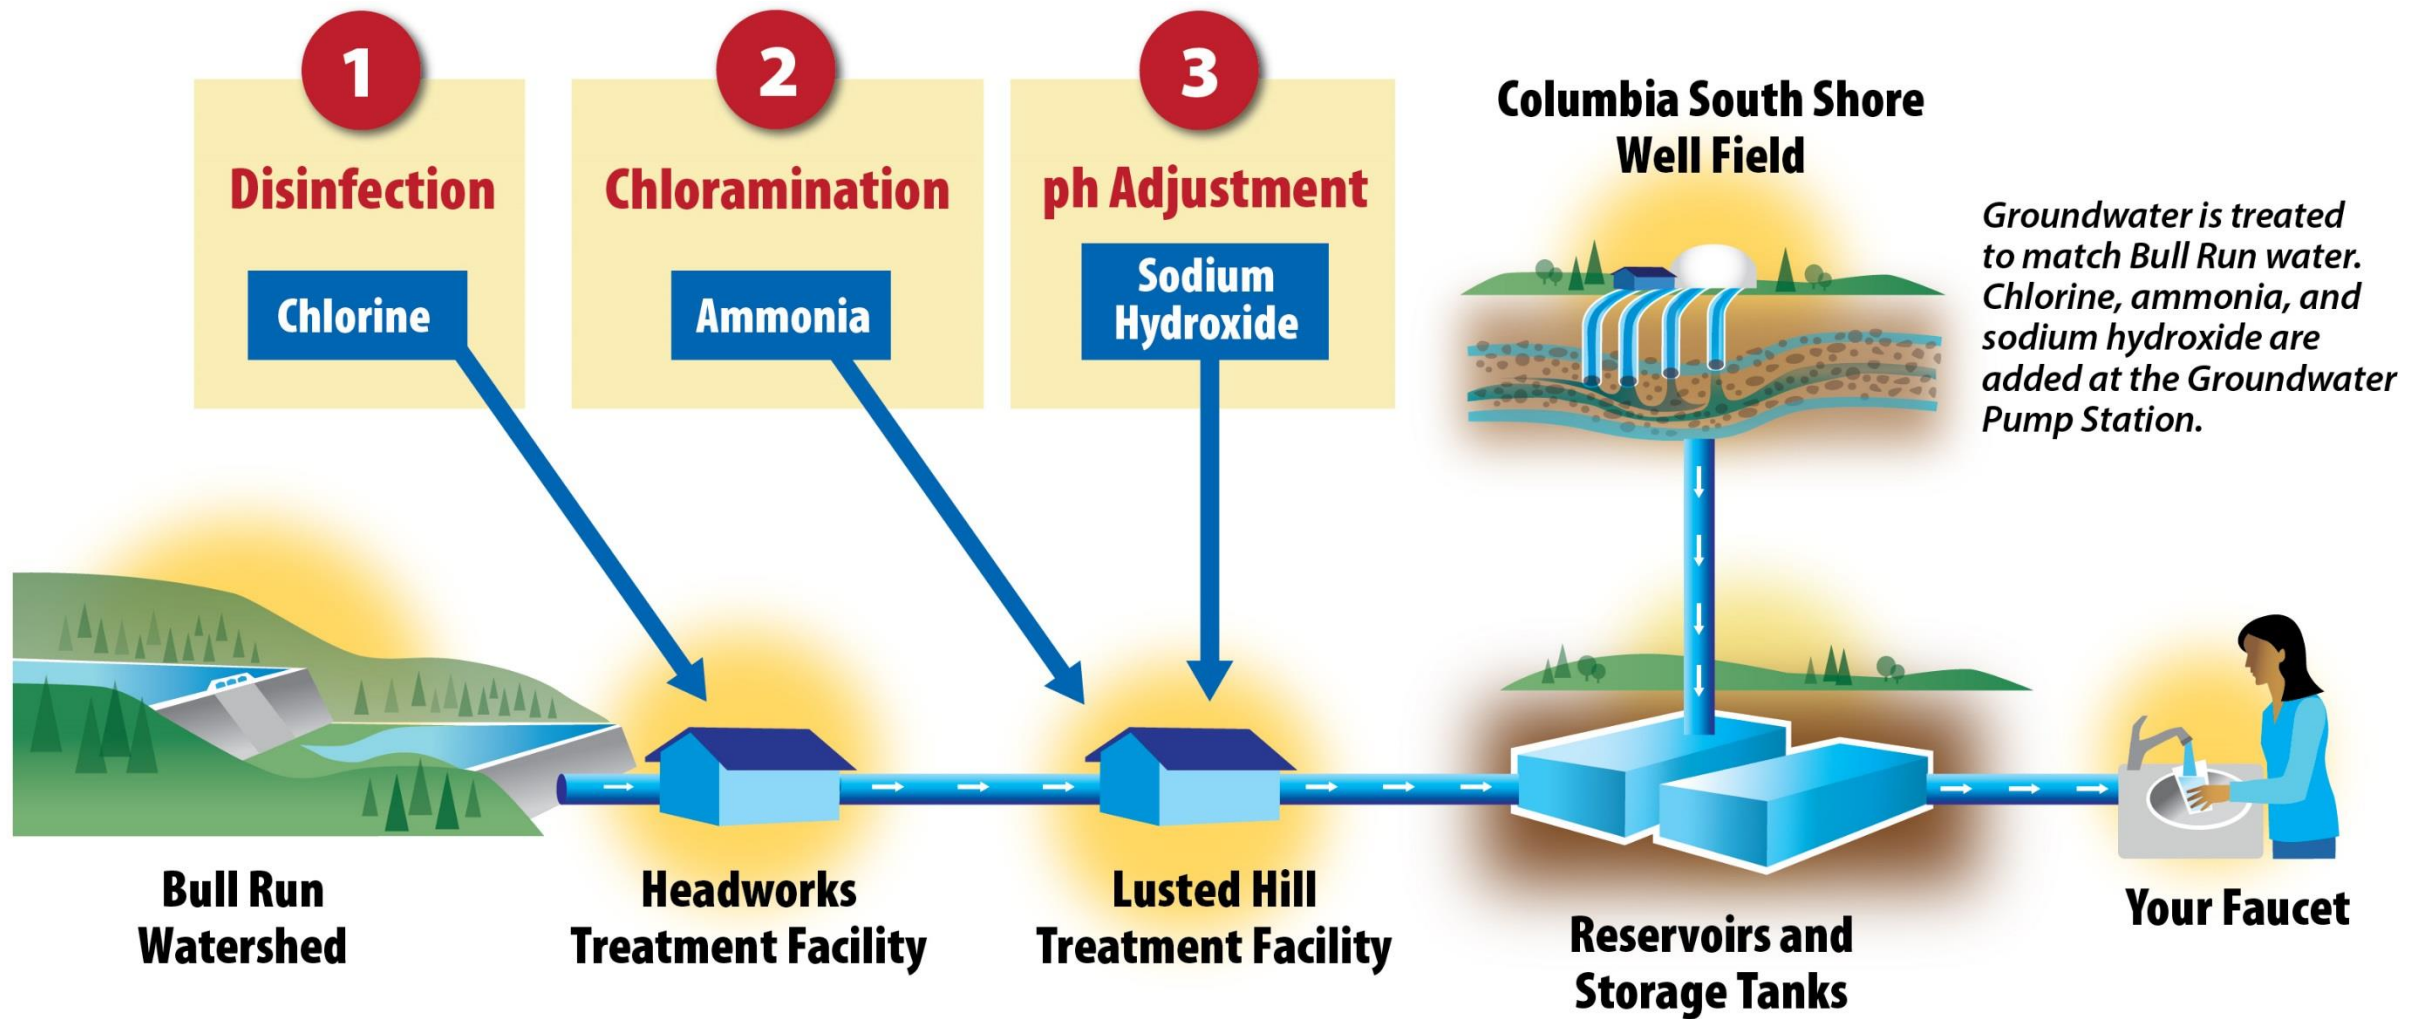 1
Disinfection
Chlorine
2
Chloramination
Ammonia
3
ph Adjustment
Sodium
Hydroxide
Columbia South Shore
Well Field
Groundwater is treated
to match Bull Run water.
Chlorine, ammonia, and
sodium hydroxide are
added at the Groundwater
Pump Station.
Bull Run
Watershed
Headworks
Treatment Facility
Lusted Hill
Treatment Facility
Reservoirs and
Storage Tanks
Your Faucet